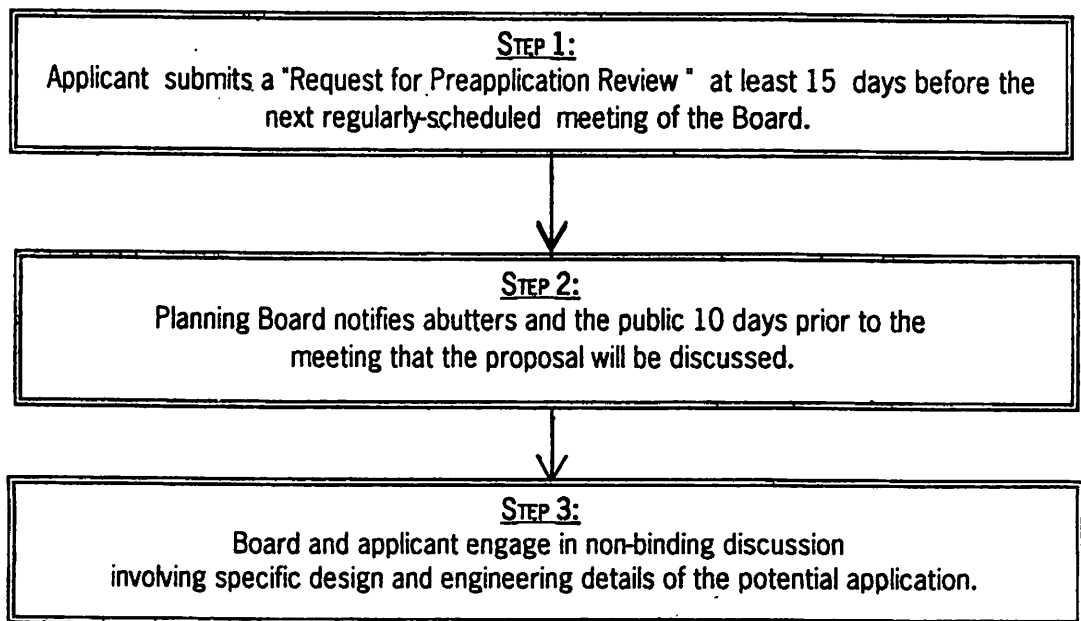 STEP 1:
Applicant submits a "Request for Preapplication Review" at least 15 days before the
next regularly-scheduled meeting of the Board.
STEP 2:
Planning Board notifies abutters and the public 10 days prior to the
meeting that the proposal will be discussed.
STEP 3:
Board and applicant engage in non-binding discussion
involving specific design and engineering details of the potential application.